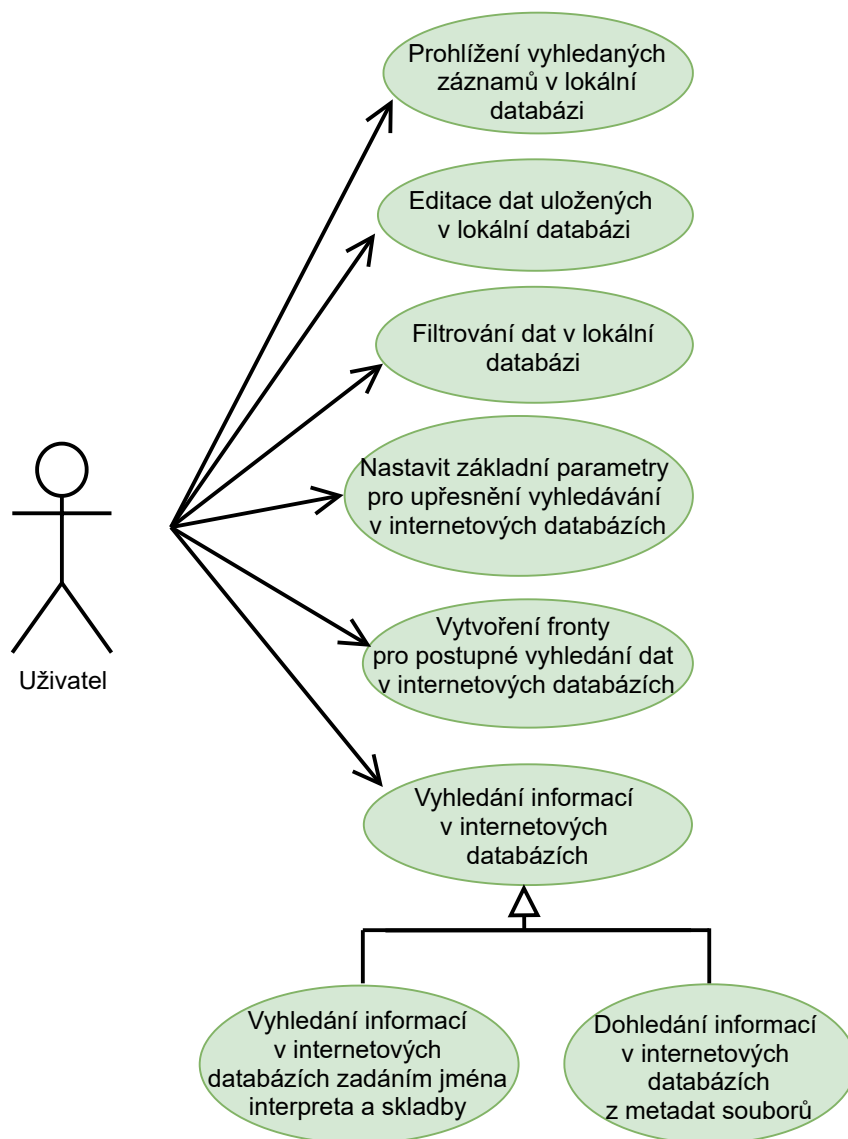 Prohlížení vyhledaných
záznamů v lokální
databázi
Editace dat uložených
v lokální databázi
Filtrování dat v lokální
databázi
Nastavit základní parametry
pro upřesnění vyhledávání
v internetových databázích
Uživatel
Vytvoření fronty
pro postupné vyhledání dat
v internetových databázích
Vyhledání informací
v internetových
databázích
Vyhledání informací
v internetových
databázích zadáním jména
interpreta a skladby
Dohledání informací
v internetových
databázích
z metadat souborů